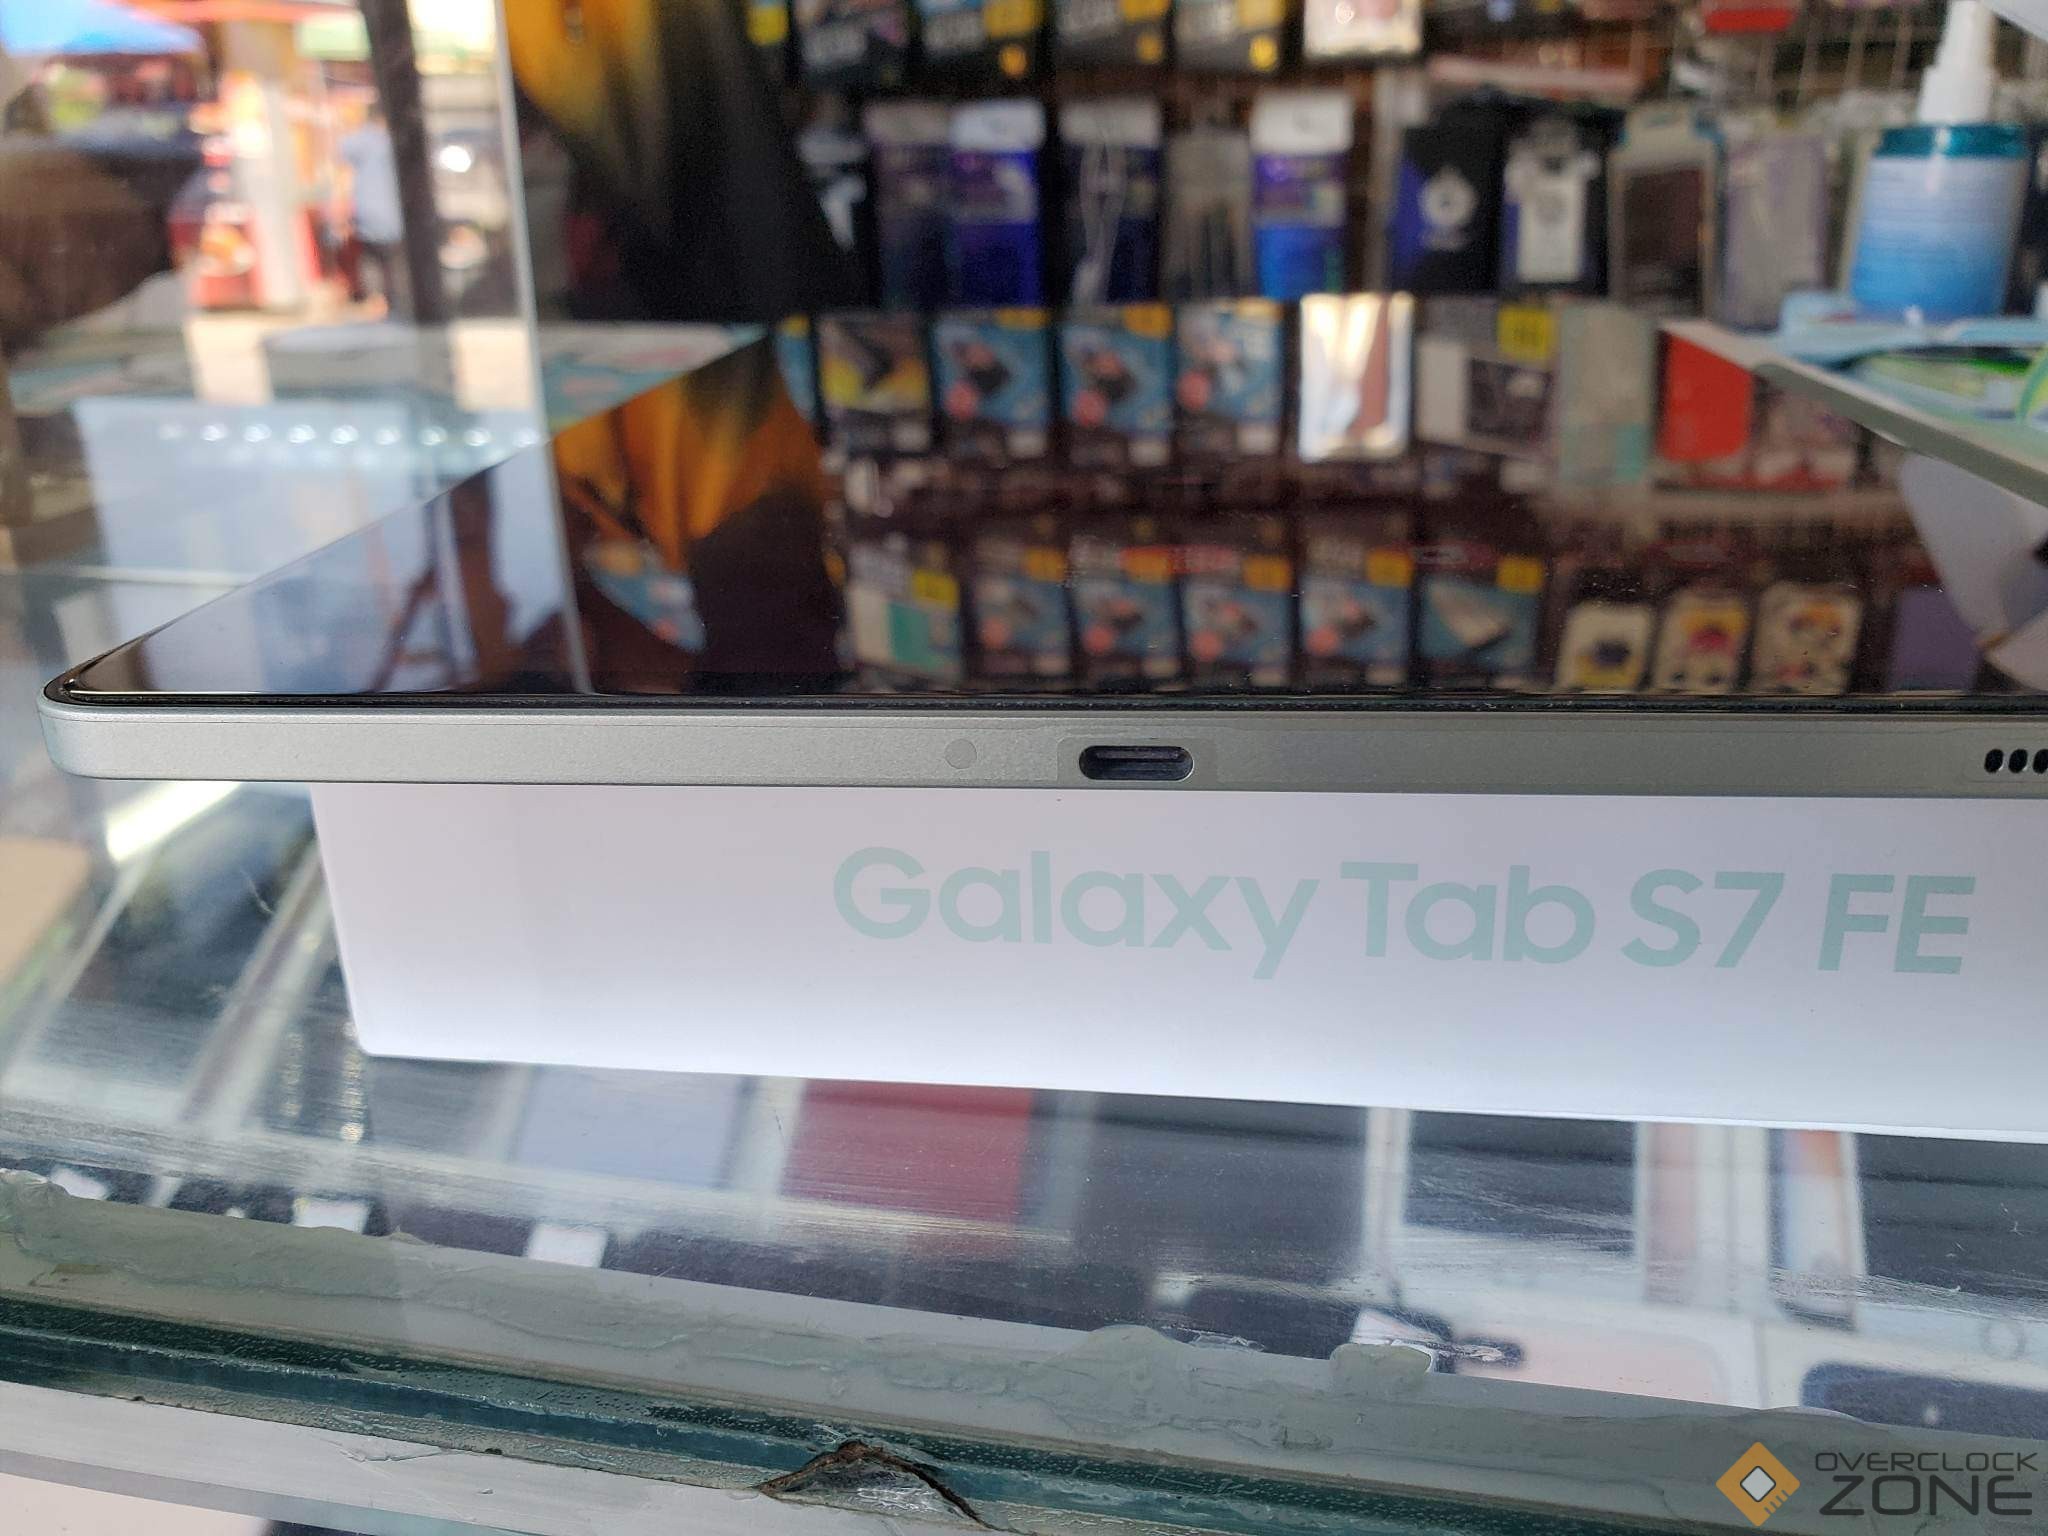 Galaxy Tab S7 FE
OVERCLOCK
ZONE